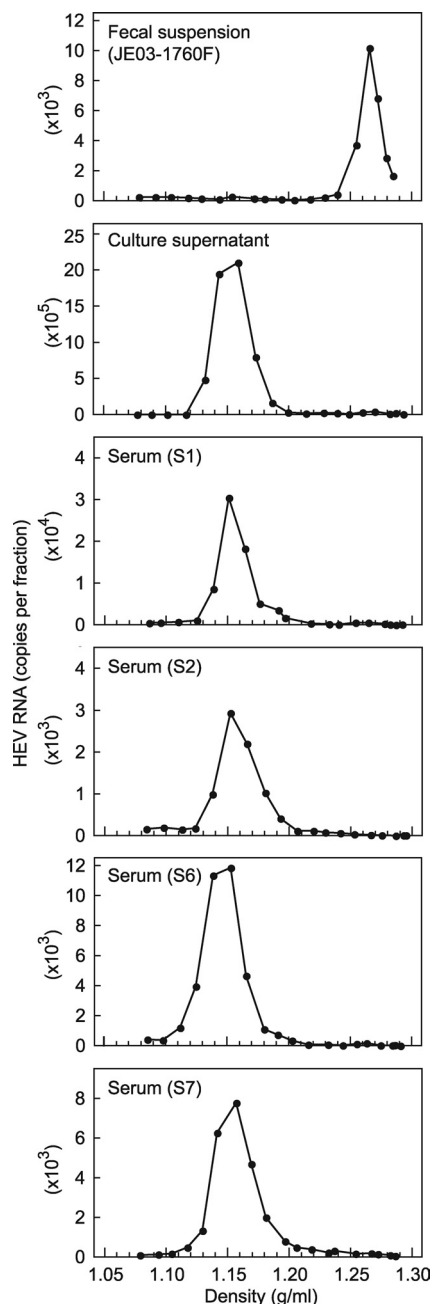 Fecal suspension
(JE03-1760F)
12
10
8
6
4
2
0
(x10³)
Culture supernatant
25
20
15
10
5
0
(x10⁵)
Serum (S1)
4
3
2
1
0
(x10⁴)
HEV RNA (copies per fraction)
Serum (S2)
4
3
2
1
0
(x10³)
Serum (S6)
12
10
8
6
4
2
0
(x10³)
Serum (S7)
8
6
4
2
0
(x10³)
1.05 1.10 1.15 1.20 1.25 1.30
Density (g/ml)